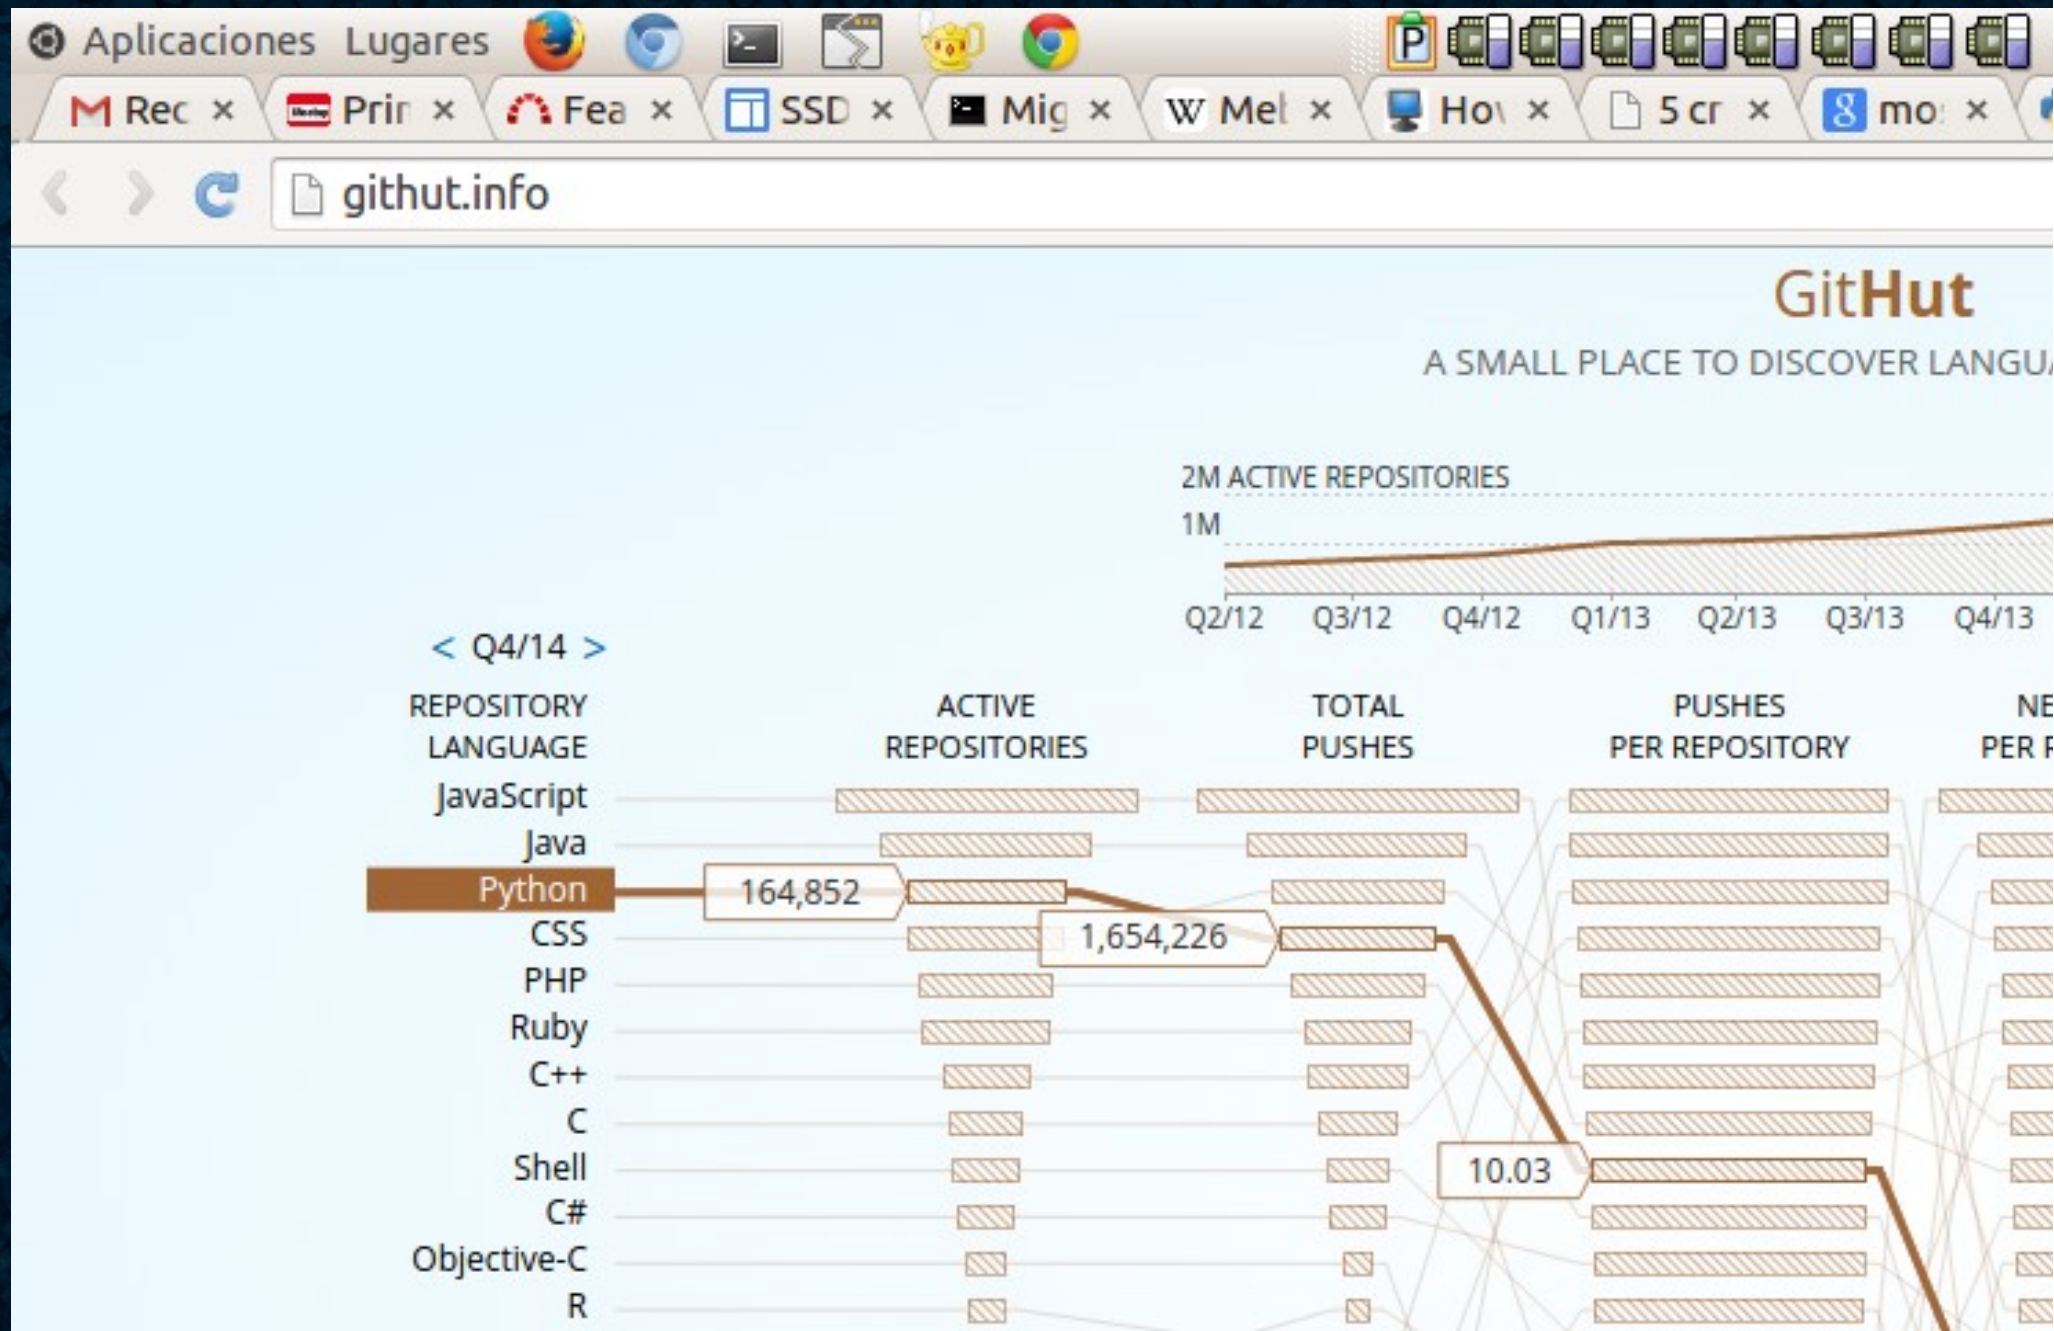 Aplicaciones Lugares
Rec Prir Fea SSD Mig W Mel Hov 5 cr mo
githut.info
GitHut
A SMALL PLACE TO DISCOVER LANGUA
2M ACTIVE REPOSITORIES
1M
Q2/12 Q3/12 Q4/12 Q1/13 Q2/13 Q3/13 Q4/13
< Q4/14 >
REPOSITORY ACTIVE TOTAL PUSHES NE
LANGUAGE REPOSITORIES PUSHES PER REPOSITORY PER R
JavaScript
Java
Python 164,852
CSS 1,654,226
PHP
Ruby
C++
C
Shell 10.03
C#
Objective-C
R